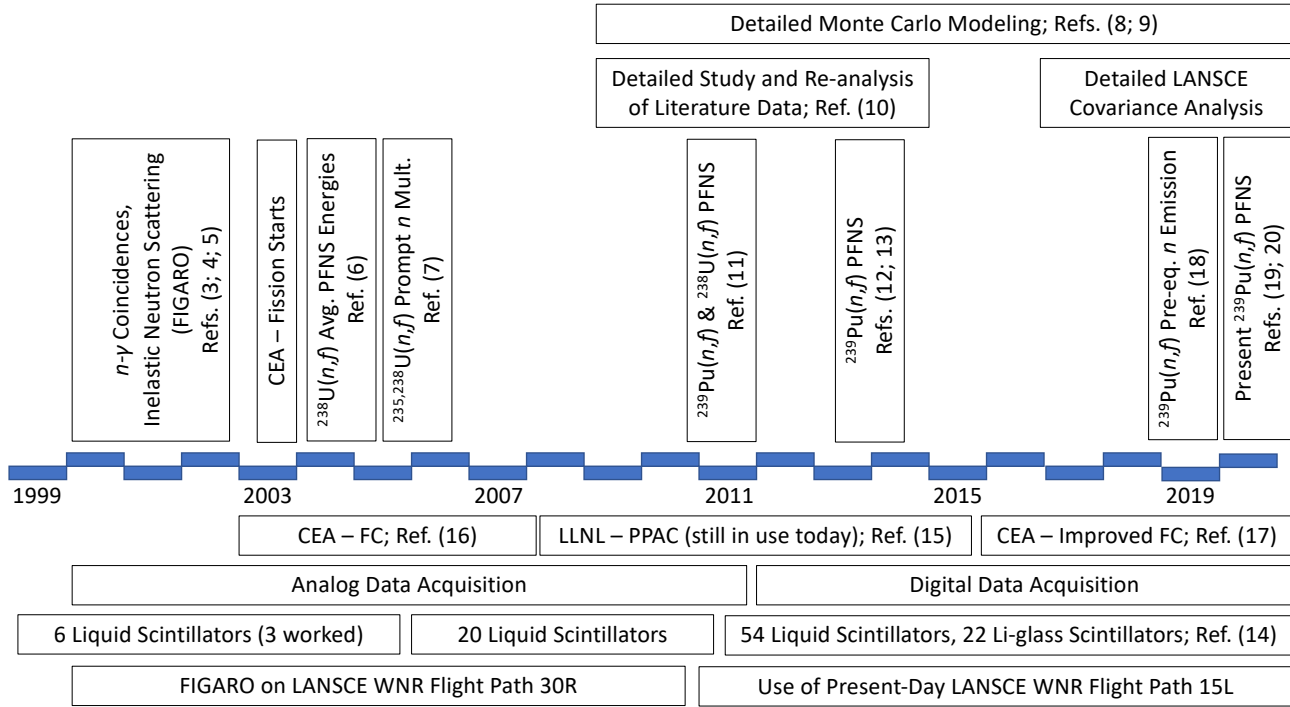 Detailed Monte Carlo Modeling; Refs. (8; 9)
Detailed Study and Re-analysis
of Literature Data; Ref. (10)
Detailed LANSCE
Covariance Analysis
n-γ Coincidences,
Inelastic Neutron Scattering
(FIGARO)
Refs. (3; 4; 5)
CEA – Fission Starts
²³⁸U(n,f) Avg. PFNS Energies
Ref. (6)
²³⁵,²³⁸U(n,f) Prompt n Mult.
Ref. (7)
²³⁹Pu(n,f) & ²³⁸U(n,f) PFNS
Ref. (11)
²³⁹Pu(n,f) PFNS
Refs. (12; 13)
²³⁹Pu(n,f) Pre-eq. n Emission
Ref. (18)
Present ²³⁹Pu(n,f) PFNS
Refs. (19; 20)
1999 2003 2007 2011 2015 2019
CEA – FC; Ref. (16)
LLNL – PPAC (still in use today); Ref. (15)
CEA – Improved FC; Ref. (17)
Analog Data Acquisition
Digital Data Acquisition
6 Liquid Scintillators (3 worked)
20 Liquid Scintillators
54 Liquid Scintillators, 22 Li-glass Scintillators; Ref. (14)
FIGARO on LANSCE WNR Flight Path 30R
Use of Present-Day LANSCE WNR Flight Path 15L